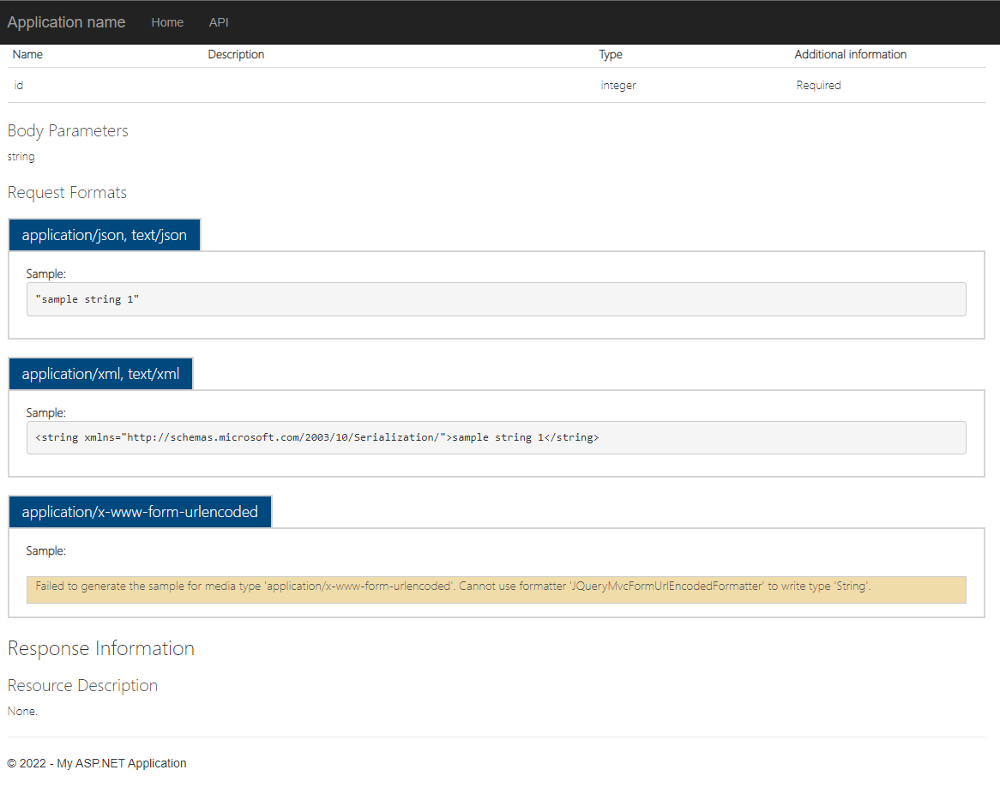 Application name Home API
Name Description Type Additional information
id integer Required
Body Parameters
string
Request Formats
application/json, text/json
Sample:
"sample string 1"
application/xml, text/xml
Sample:
<string xmlns="http://schemas.microsoft.com/2003/10/Serialization/">sample string 1</string>
application/x-www-form-urlencoded
Sample:
Failed to generate the sample for media type 'application/x-www-form-urlencoded'. Cannot use formatter 'JQueryMvcFormUrlEncodedFormatter' to write type 'String'.
Response Information
Resource Description
None.
© 2022 - My ASP.NET Application